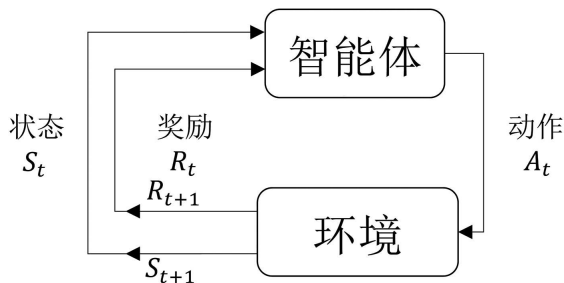 智能体
状态
S_t
奖励
R_t
动作
A_t
R_{t+1}
环境
S_{t+1}